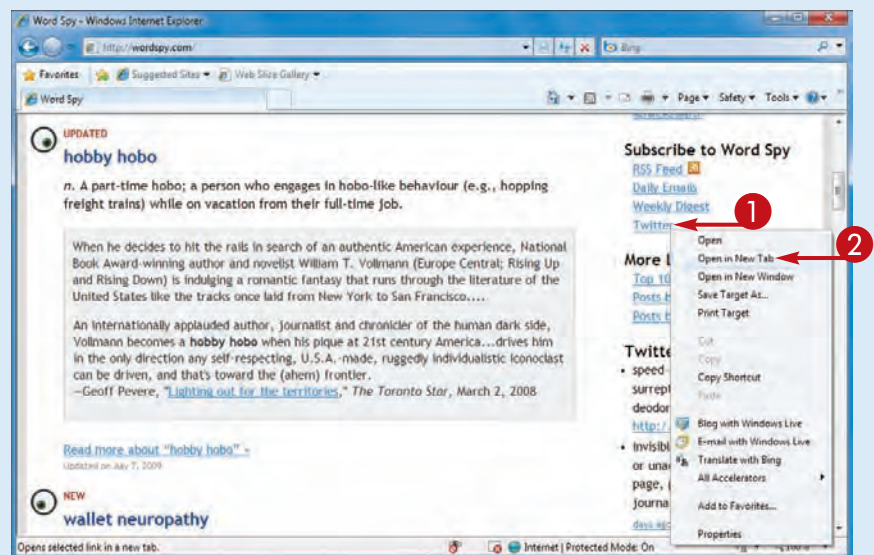 Word Spy - Windows Internet Explorer
http://wordspy.com/
Bing
Favorites Suggested Sites Web Slice Gallery
Word Spy
Page Safety Tools
UPDATED
hobby hobo
n. A part-time hobo; a person who engages in hobo-like behaviour (e.g., hopping
freight trains) while on vacation from their full-time job.
When he decides to hit the rails in search of an authentic American experience, National
Book Award-winning author and novelist William T. Vollmann (Europe Central; Rising Up
and Rising Down) is indulging a romantic fantasy that runs through the literature of the
United States like the tracks once laid from New York to San Francisco....
An internationally applauded author, journalist and chronicler of the human dark side,
Vollmann becomes a hobby hobo when his pique at 21st century America...drives him
in the only direction any self-respecting, U.S.A.-made, ruggedly individualistic iconoclast
can be driven, and that's toward the (ahem) frontier.
—Geoff Pevere, "Lighting out for the territories," The Toronto Star, March 2, 2008
Read more about "hobby hobo" »
Updated on July 7, 2009
NEW
wallet neuropathy
Subscribe to Word Spy
RSS Feed
Daily Emails
Weekly Digest
Twitter
1
More L
Top 10
Posts b
Posts b
Twitte
• speed-
surrept
deodor
http:/
• invisibl
or unar
page, (
journa
days ago
Open
Open in New Tab
2
Open in New Window
Save Target As...
Print Target
Cut
Copy
Copy Shortcut
Paste
Blog with Windows Live
E-mail with Windows Live
Translate with Bing
All Accelerators
Add to Favorites...
Properties
Opens selected link in a new tab.
Internet | Protected Mode: On
100%